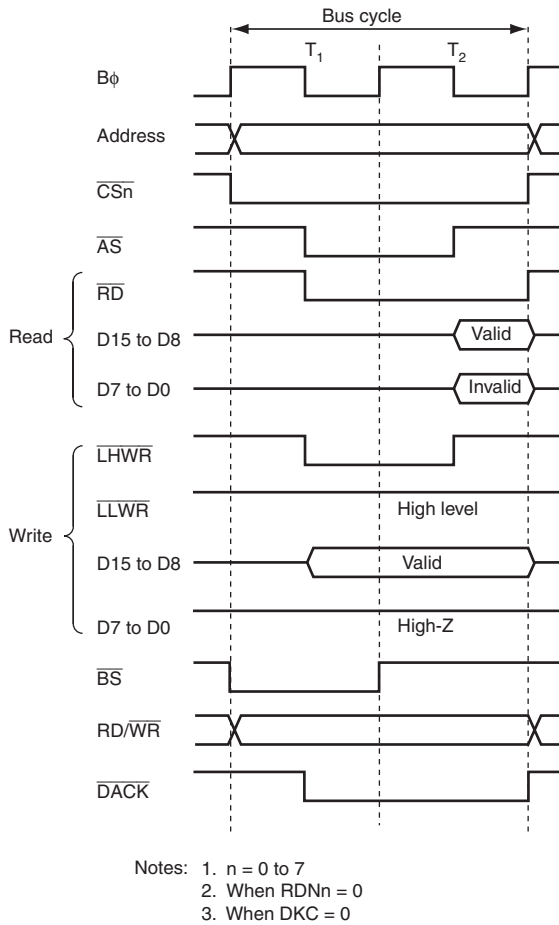 Bus cycle
T1 T2
Bφ
Address
CSn
AS
Read
RD
D15 to D8 Valid
D7 to D0 Invalid
Write
LHWR
LLWR High level
D15 to D8 Valid
D7 to D0 High-Z
BS
RD/WR
DACK
Notes: 1. n = 0 to 7
2. When RDNn = 0
3. When DKC = 0